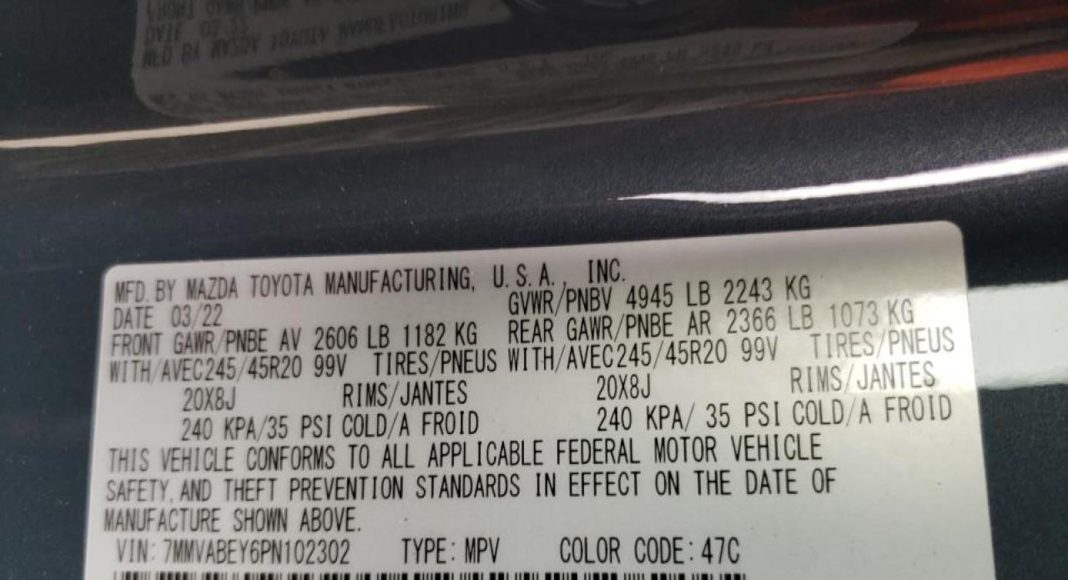 MFD. BY MAZDA TOYOTA MANUFACTURING, U.S.A., INC.
DATE 03/22 GVWR/PNBV 4945 LB 2243 KG
FRONT GAWR/PNBE AV 2606 LB 1182 KG REAR GAWR/PNBE AR 2366 LB 1073 KG
WITH/AVEC245/45R20 99V TIRES/PNEUS WITH/AVEC245/45R20 99V TIRES/PNEUS
20X8J RIMS/JANTES 20X8J RIMS/JANTES
240 KPA/35 PSI COLD/A FROID 240 KPA/ 35 PSI COLD/A FROID
THIS VEHICLE CONFORMS TO ALL APPLICABLE FEDERAL MOTOR VEHICLE
SAFETY, AND THEFT PREVENTION STANDARDS IN EFFECT ON THE DATE OF
MANUFACTURE SHOWN ABOVE.
VIN: 7MMVABEY6PN102302 TYPE: MPV COLOR CODE: 47C